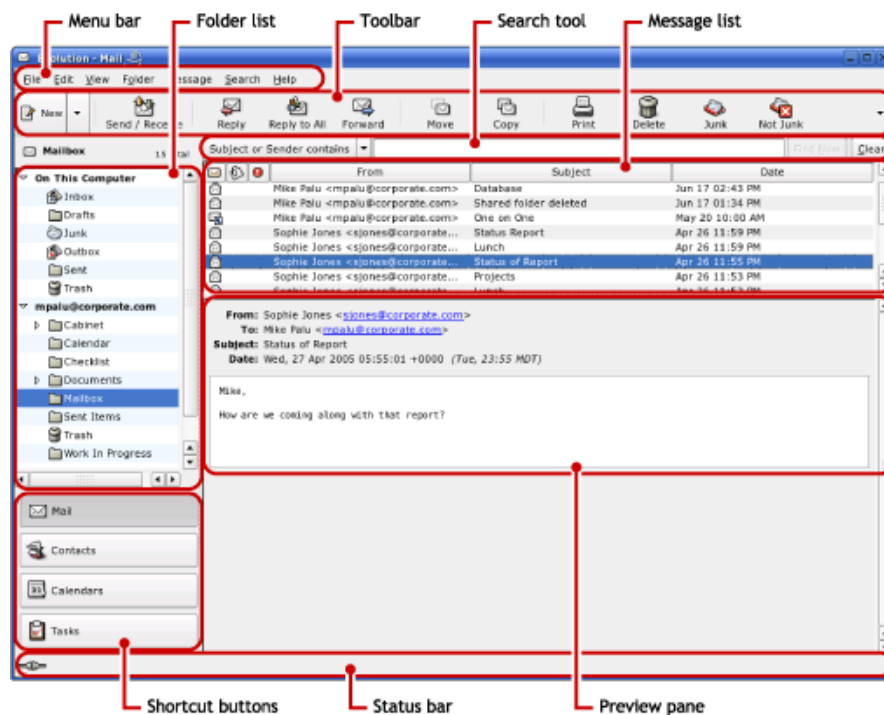 Menu bar Folder list Toolbar Search tool Message list
Evolution - Mail
File Edit View Folder Message Search Help
New Send / Receive Reply Reply to All Forward Move Copy Print Delete Junk Not Junk
Mailbox 15 Subject or Sender contains Find Now Clear
From Subject Date
On This Computer
Inbox
Drafts
Junk
Outbox
Sent
Trash
mpalu@corporate.com
Cabinet
Calendar
Checklist
Documents
Mailbox
Sent Items
Trash
Work In Progress
Mike Palu <mpalu@corporate.com> Database Jun 17 02:43 PM
Mike Palu <mpalu@corporate.com> Shared folder deleted Jun 17 01:34 PM
Mike Palu <mpalu@corporate.com> One on One May 20 10:00 AM
Sophie Jones <sjones@corporate... Status Report Apr 26 11:59 PM
Sophie Jones <sjones@corporate... Lunch Apr 26 11:59 PM
Sophie Jones <sjones@corporate... Status of Report Apr 26 11:55 PM
Sophie Jones <sjones@corporate... Projects Apr 26 11:53 PM
From: Sophie Jones <sjones@corporate.com>
To: Mike Palu <mpalu@corporate.com>
Subject: Status of Report
Date: Wed, 27 Apr 2005 05:55:01 +0000 (Tue, 23:55 MDT)
Mike,
How are we coming along with that report?
Mail
Contacts
Calendars
Tasks
Shortcut buttons Status bar Preview pane